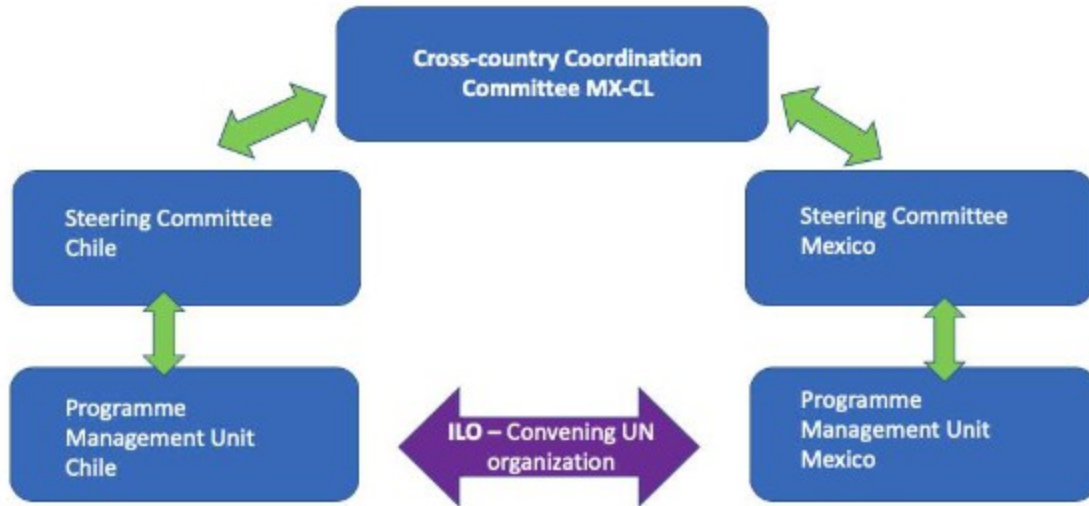 Cross-country Coordination
Committee MX-CL
Steering Committee
Chile
Steering Committee
Mexico
Programme
Management Unit
Chile
ILO – Convening UN
organization
Programme
Management Unit
Mexico